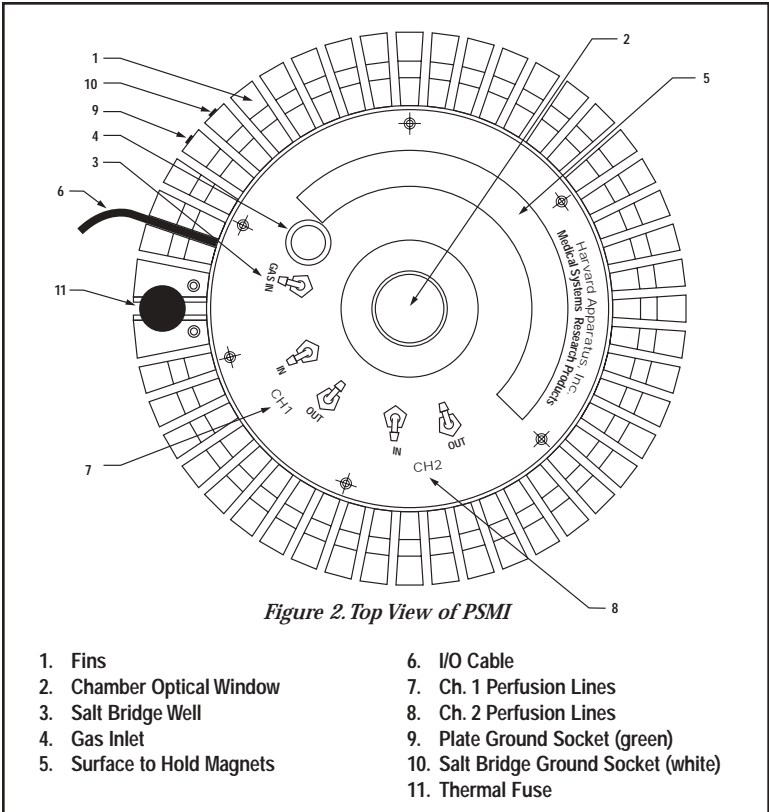 1
10
9
4
3
6
11
7
2
5
8
GAS IN
IN
OUT
CH1
IN
OUT
CH2
Harvard Apparatus, Inc.
Medical Systems Research Products
Figure 2. Top View of PSMI
1. Fins
2. Chamber Optical Window
3. Salt Bridge Well
4. Gas Inlet
5. Surface to Hold Magnets
6. I/O Cable
7. Ch. 1 Perfusion Lines
8. Ch. 2 Perfusion Lines
9. Plate Ground Socket (green)
10. Salt Bridge Ground Socket (white)
11. Thermal Fuse